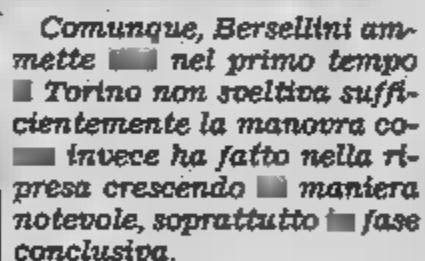 Comunque, Bersellini am-
mette nel primo tempo
Torino non sveltiva suffi-
cientemente la manovra co-
invece ha fatto nella ri-
presa crescendo maniera
notevole, soprattutto fase
conclusiva.